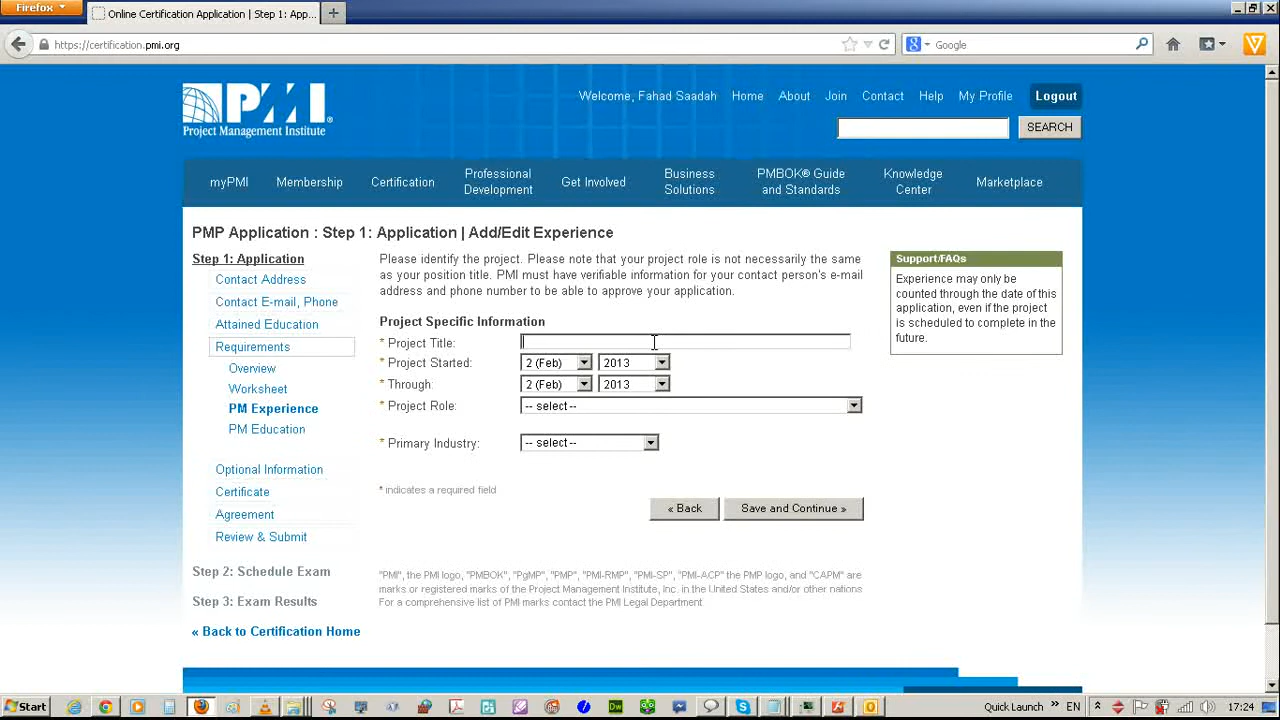 Firefox
Online Certification Application | Step 1: App...
https://certification.pmi.org
Google
PMI
Project Management Institute
Welcome, Fahad Saadah Home About Join Contact Help My Profile Logout
SEARCH
myPMI
Membership
Certification
Professional
Development
Get Involved
Business
Solutions
PMBOK® Guide
and Standards
Knowledge
Center
Marketplace
PMP Application : Step 1: Application | Add/Edit Experience
Step 1: Application
Contact Address
Contact E-mail, Phone
Attained Education
Requirements
Overview
Worksheet
PM Experience
PM Education
Optional Information
Certificate
Agreement
Review & Submit
Step 2: Schedule Exam
Step 3: Exam Results
« Back to Certification Home
Please identify the project. Please note that your project role is not necessarily the same
as your position title. PMI must have verifiable information for your contact person's e-mail
address and phone number to be able to approve your application.
Project Specific Information
* Project Title:
* Project Started: 2 (Feb) 2013
* Through: 2 (Feb) 2013
* Project Role: -- select --
* Primary Industry: -- select --
* indicates a required field
« Back Save and Continue »
"PMI", the PMI logo, "PMBOK", "PgMP", "PMP", "PMI-RMP", "PMI-SP", "PMI-ACP" the PMP logo, and "CAPM" are
marks or registered marks of the Project Management Institute, Inc. in the United States and/or other nations
For a comprehensive list of PMI marks contact the PMI Legal Department
Support/FAQs
Experience may only be
counted through the date of this
application, even if the project
is scheduled to complete in the
future.
Start
Dw
Quick Launch » EN
17:24